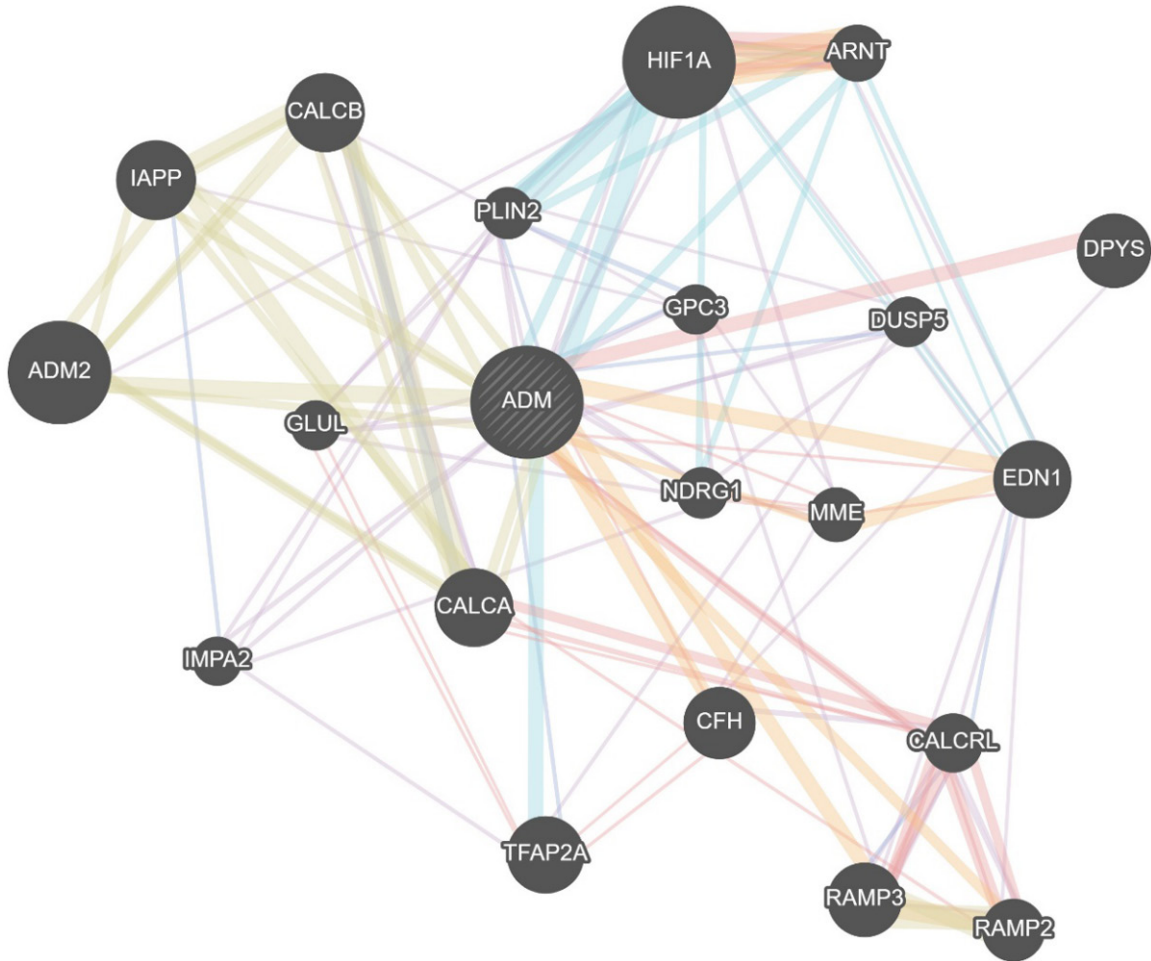 HIF1A
ARNT
CALCB
IAPP
PLIN2
DPYS
GPC3
DUSP5
ADM2
ADM
GLUL
EDN1
NDRG1
MME
CALCA
IMPA2
CFH
CALCRL
TFAP2A
RAMP3
RAMP2